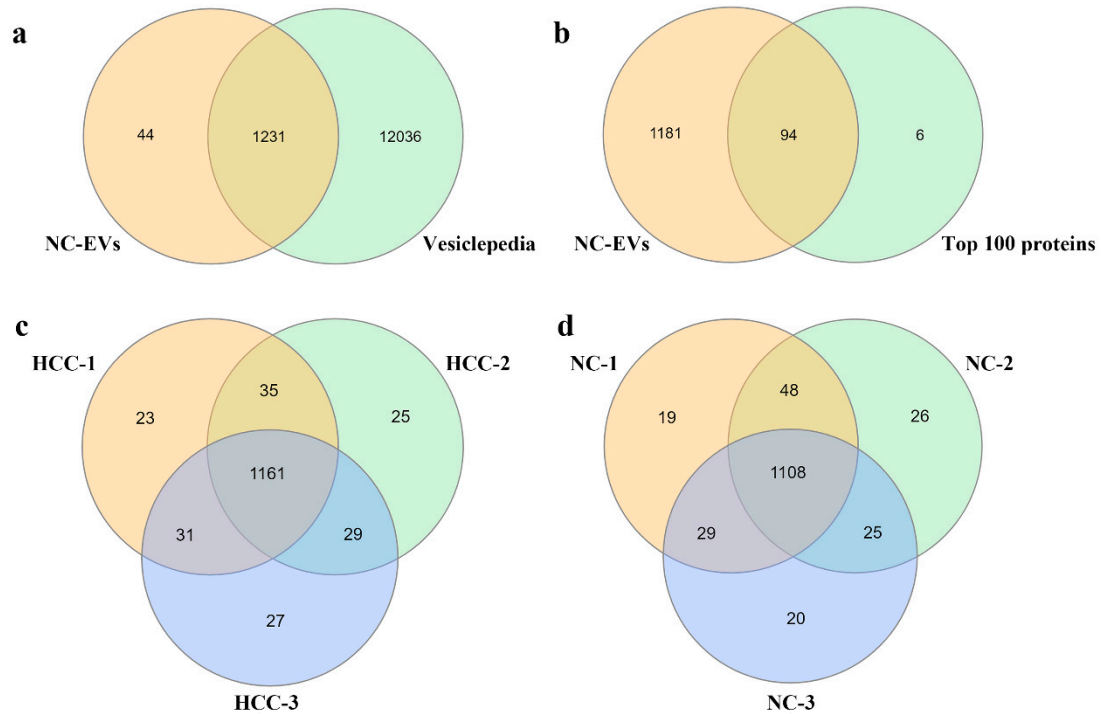 a
44
1231
12036
NC-EVs
Vesiclepedia
b
1181
94
6
NC-EVs
Top 100 proteins
c
HCC-1
HCC-2
35
23
25
1161
31
29
27
HCC-3
d
NC-1
NC-2
48
19
26
1108
29
25
20
NC-3